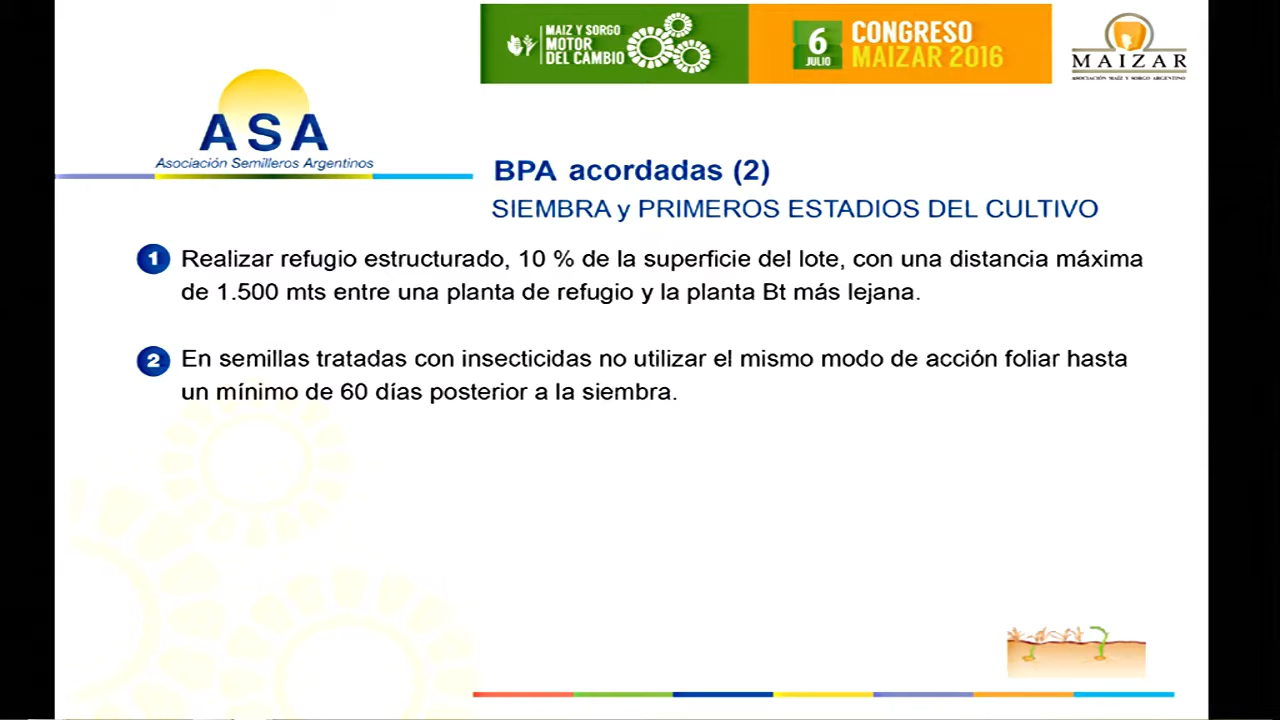 MAIZ Y SORGO
MOTOR
DEL CAMBIO
6
JULIO
CONGRESO
MAIZAR 2016
MAIZAR
ASOCIACIÓN MAÍZ Y SORGO ARGENTINO
ASA
Asociación Semilleros Argentinos
BPA acordadas (2)
SIEMBRA y PRIMEROS ESTADIOS DEL CULTIVO
1 Realizar refugio estructurado, 10 % de la superficie del lote, con una distancia máxima
de 1.500 mts entre una planta de refugio y la planta Bt más lejana.
2 En semillas tratadas con insecticidas no utilizar el mismo modo de acción foliar hasta
un mínimo de 60 días posterior a la siembra.